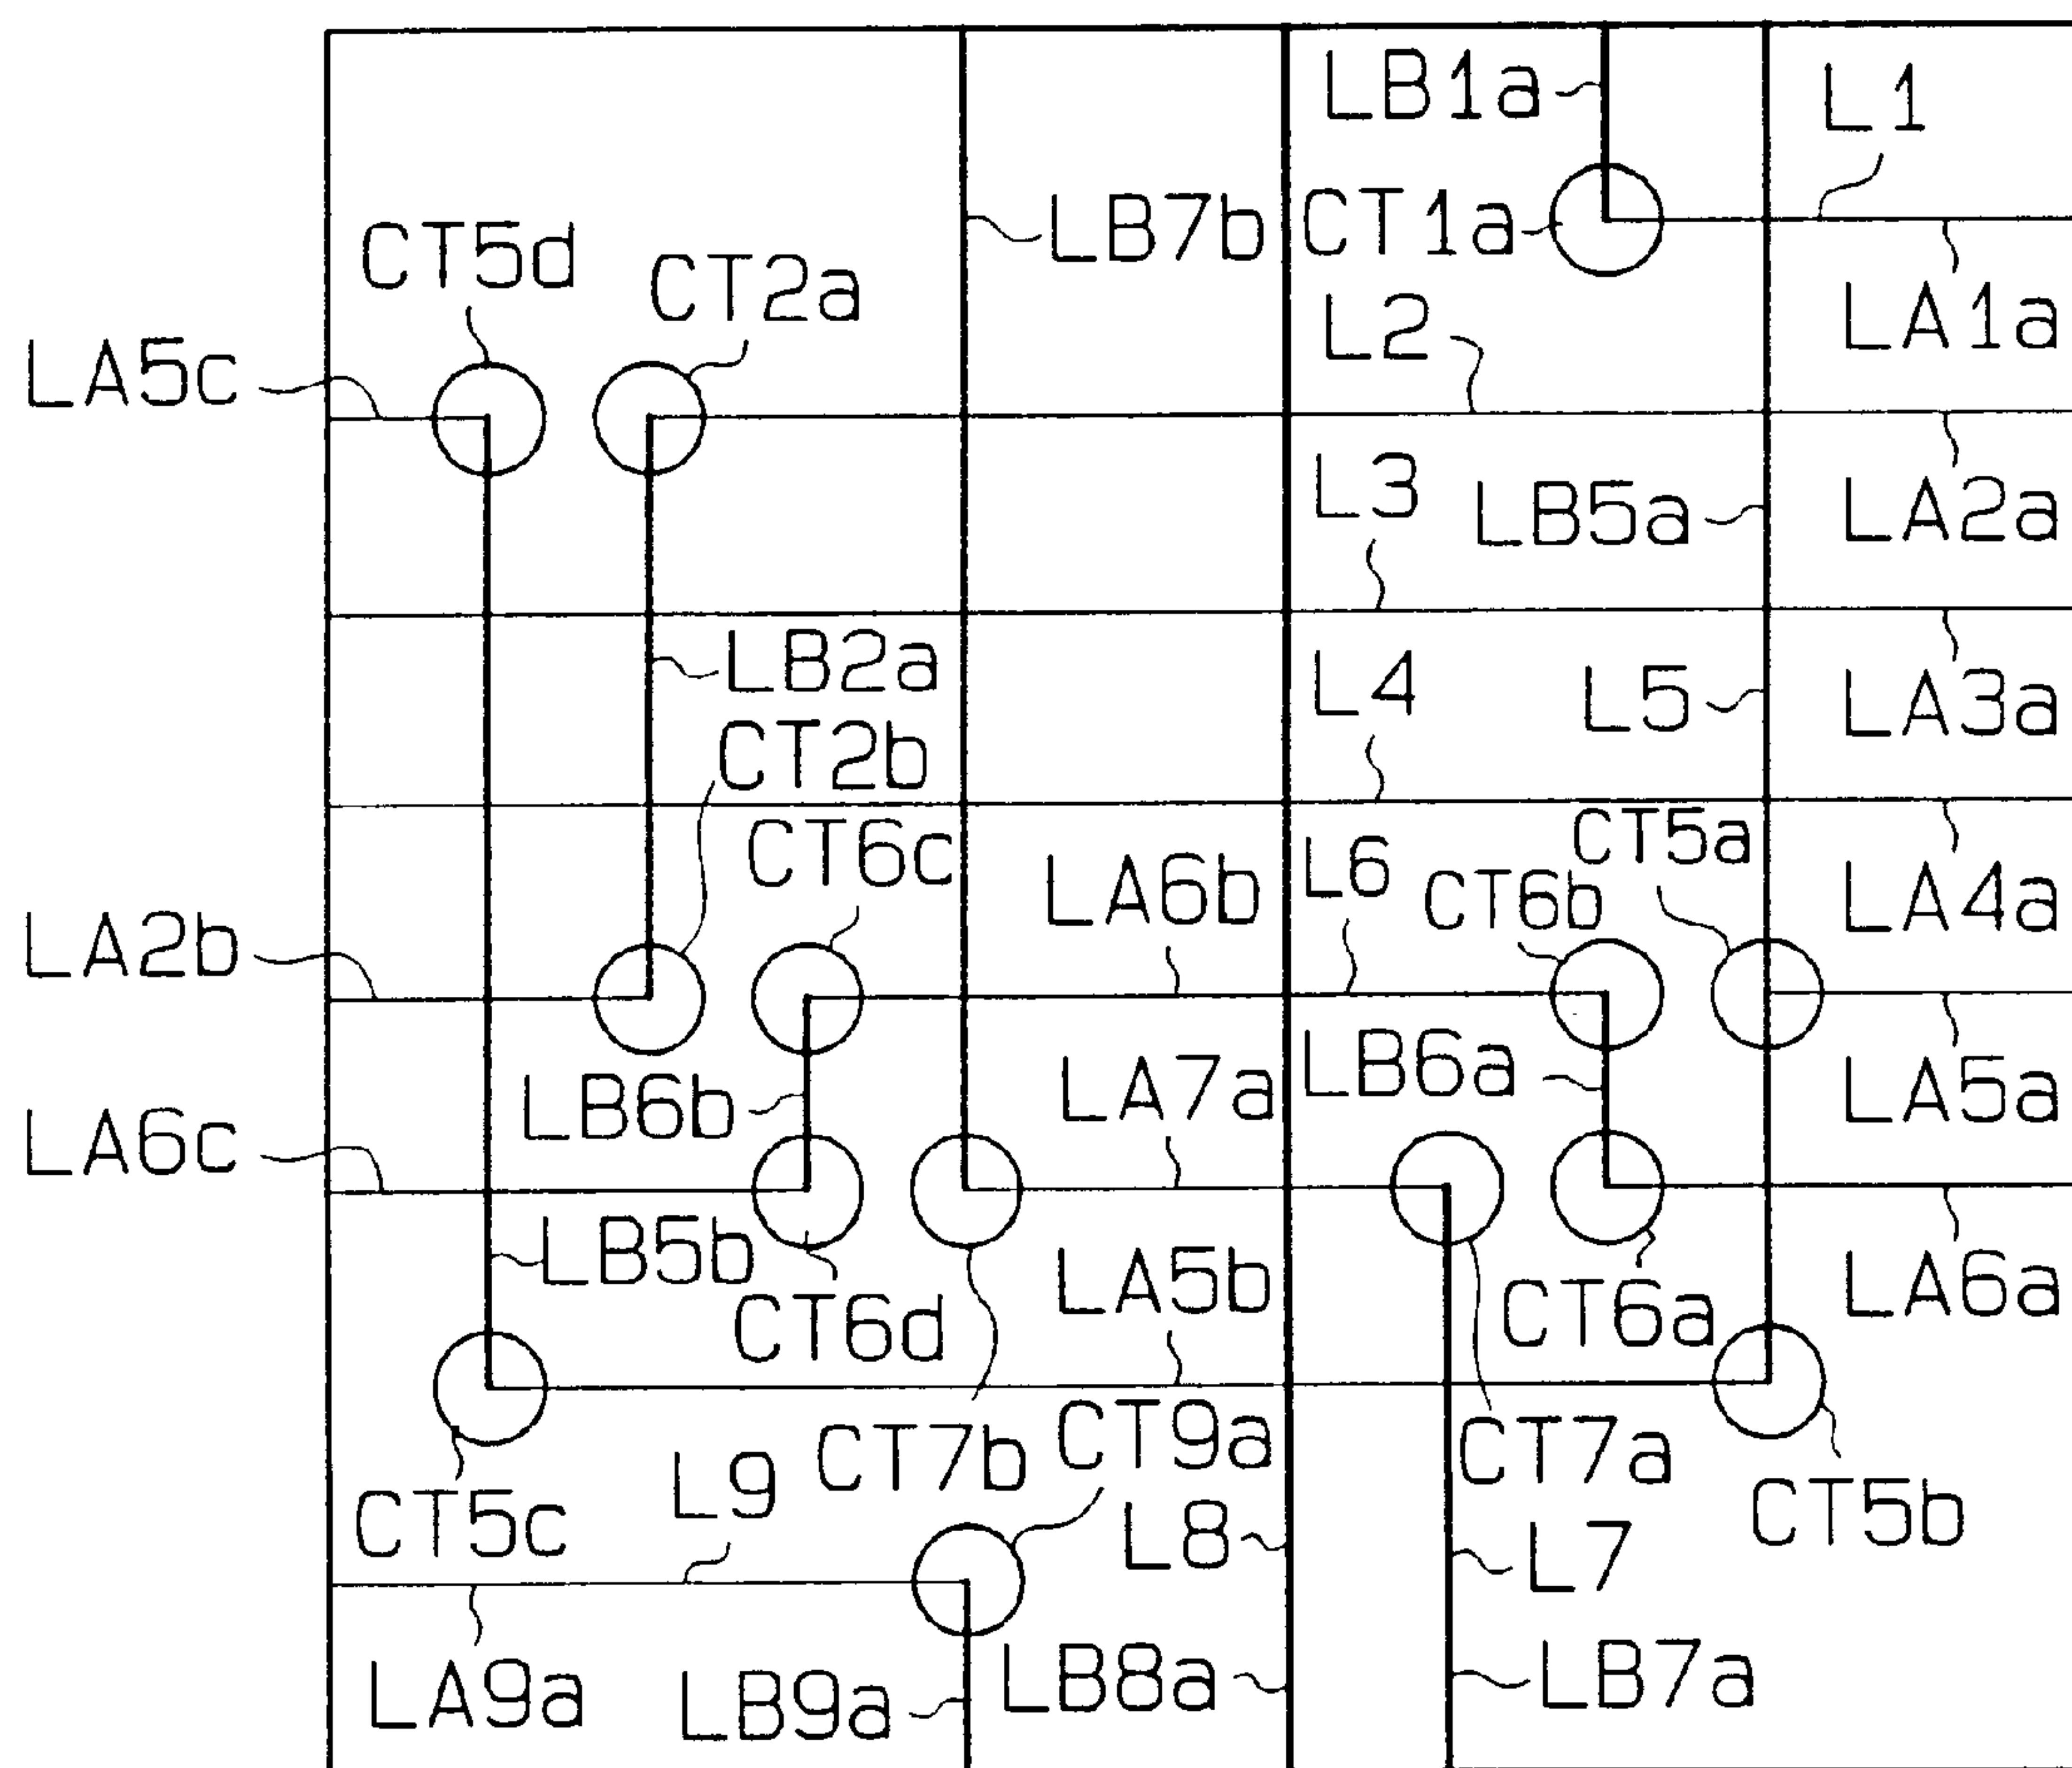 LB1a
L1
CT1a
LB7b
CT5d
CT2a
LA1a
L2
LA5c
L3
LB5a
LA2a
LB2a
L4
L5
LA3a
CT2b
CT6c
LA6b
L6
CT6b
CT5a
LA4a
LA2b
LB6b
LA7a
LB6a
LA5a
LA6c
LB5b
CT6d
LA5b
CT6a
LA6a
CT5c
L9
CT7b
CT9a
L8
CT7a
CT5b
L7
LA9a
LB9a
LB8a
LB7a